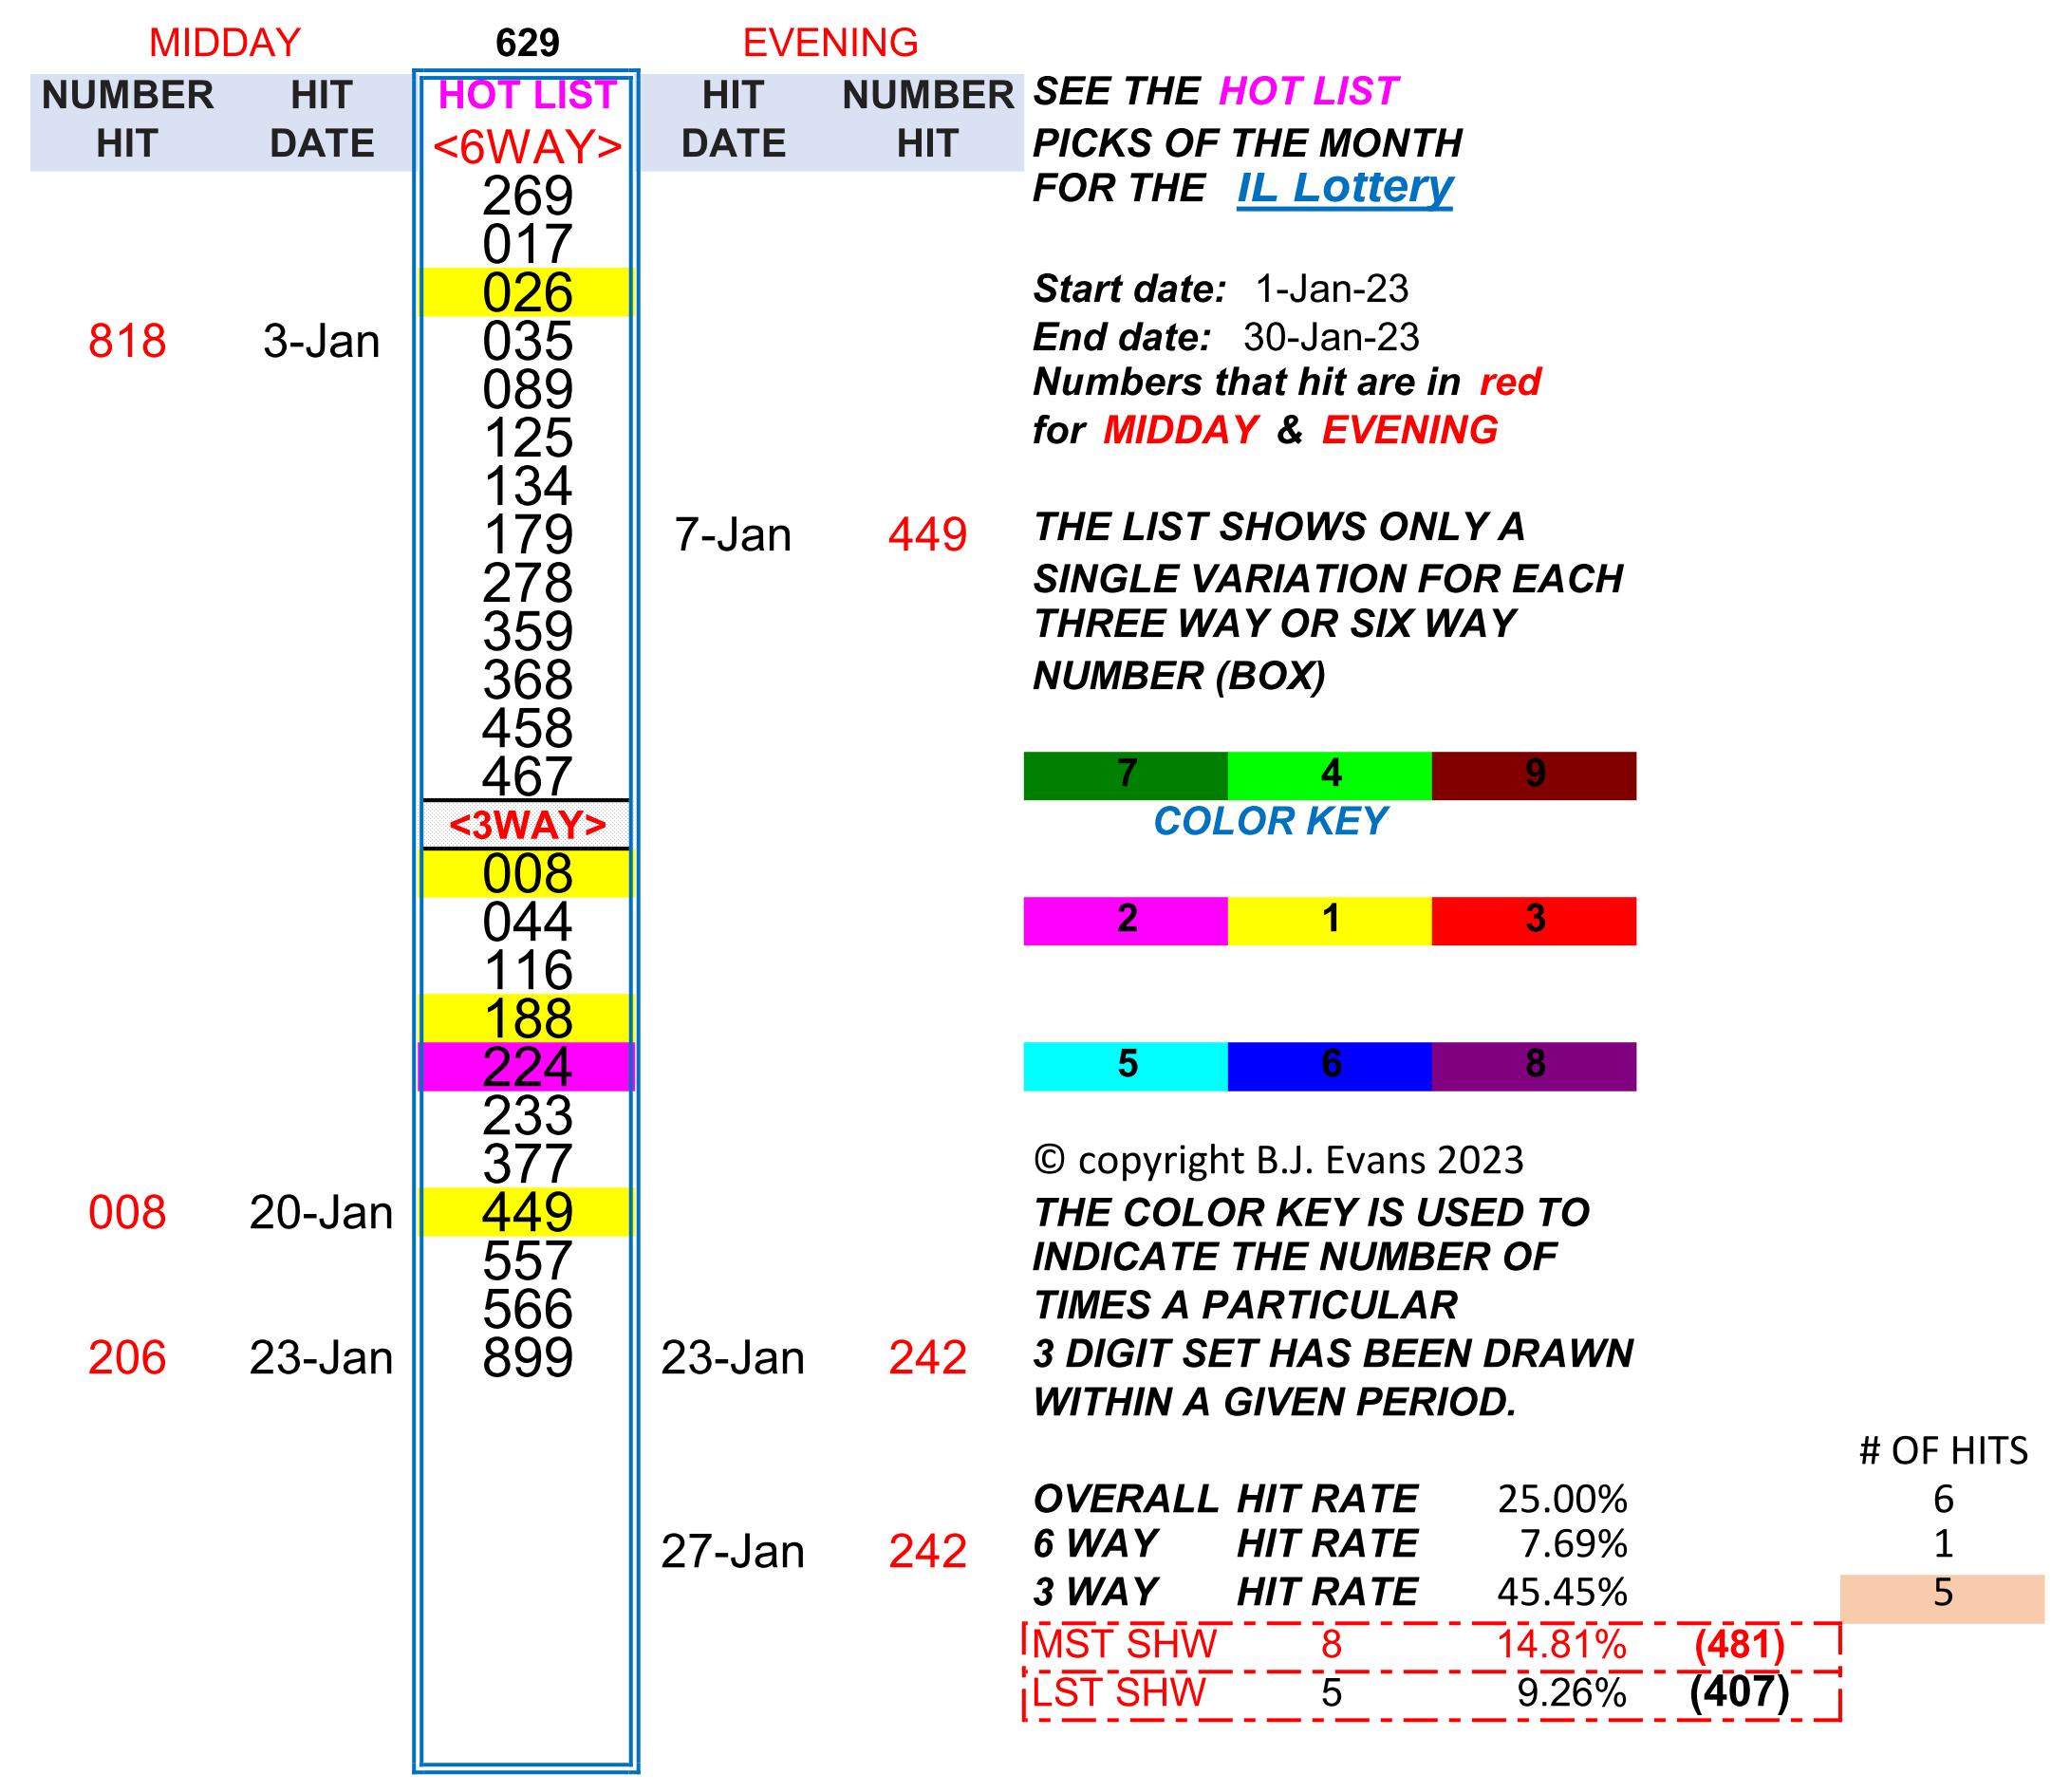 MIDDAY 629 EVENING
NUMBER HIT HOT LIST HIT NUMBER SEE THE HOT LIST
HIT DATE <6WAY> DATE HIT PICKS OF THE MONTH
269 FOR THE IL Lottery
017
026 Start date: 1-Jan-23
818 3-Jan 035 End date: 30-Jan-23
089 Numbers that hit are in red
125 for MIDDAY & EVENING
134
179 7-Jan 449 THE LIST SHOWS ONLY A
278 SINGLE VARIATION FOR EACH
359 THREE WAY OR SIX WAY
368 NUMBER (BOX)
458
467 7 4 9
<3WAY> COLOR KEY
008
044 2 1 3
116
188
224 5 6 8
233
377 © copyright B.J. Evans 2023
008 20-Jan 449 THE COLOR KEY IS USED TO
557 INDICATE THE NUMBER OF
566 TIMES A PARTICULAR
206 23-Jan 899 23-Jan 242 3 DIGIT SET HAS BEEN DRAWN
WITHIN A GIVEN PERIOD.
# OF HITS
OVERALL HIT RATE 25.00% 6
27-Jan 242 6 WAY HIT RATE 7.69% 1
3 WAY HIT RATE 45.45% 5
MST SHW 8 14.81% (481)
LST SHW 5 9.26% (407)